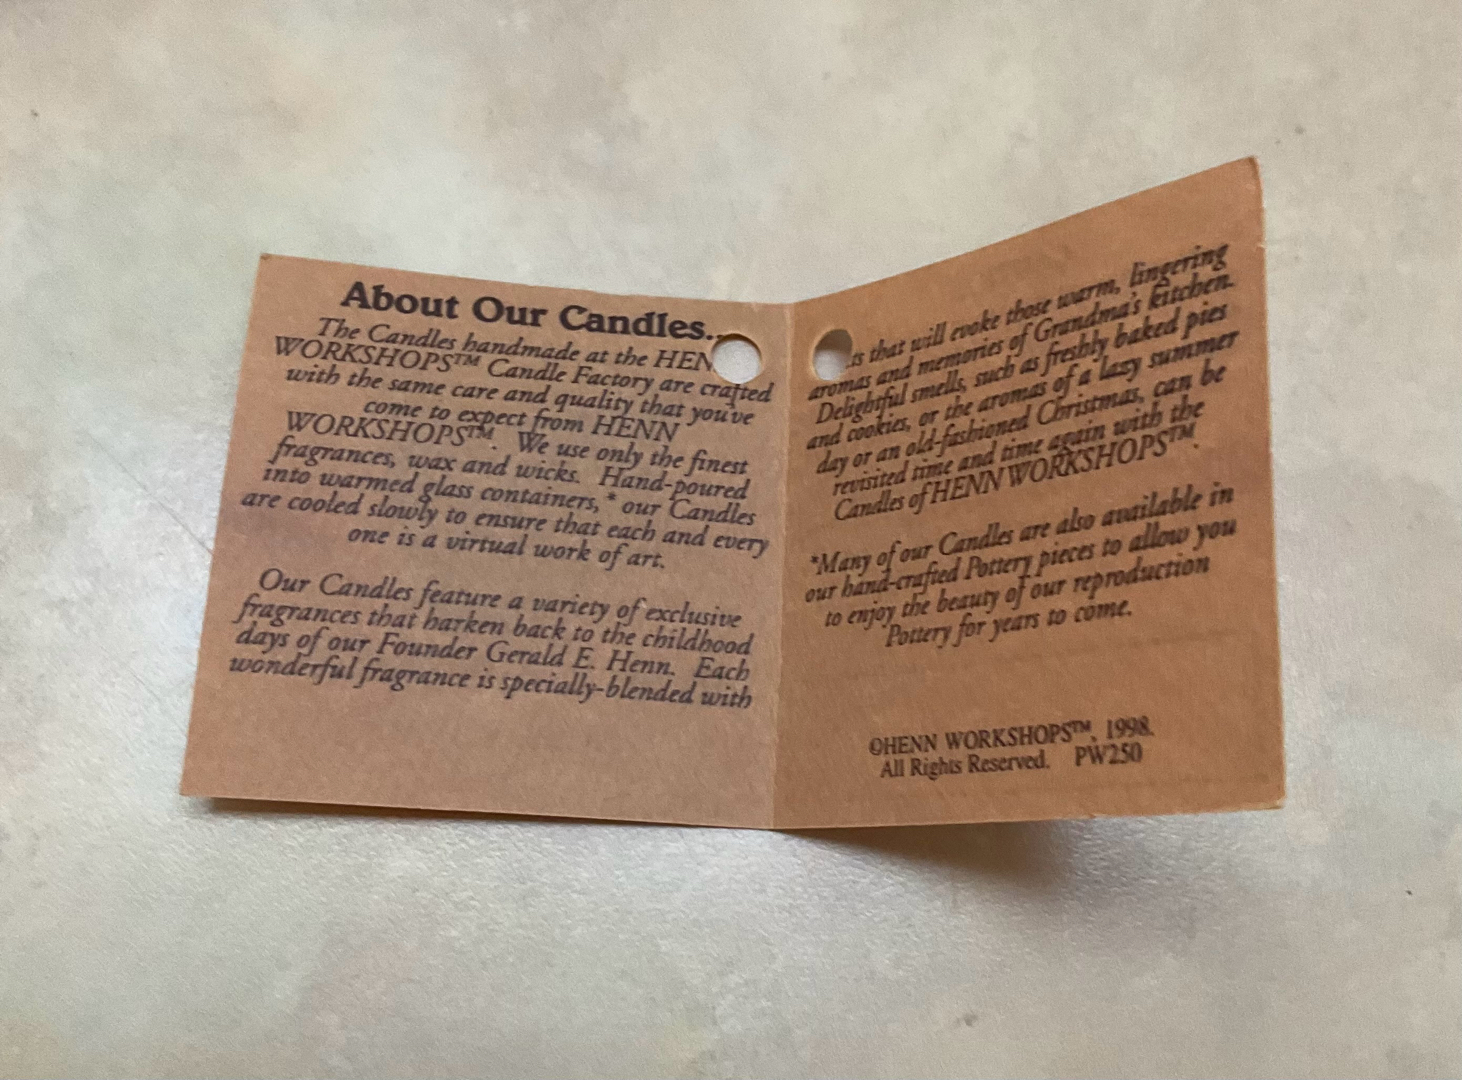 About Our Candles...
The Candles handmade at the HEN
WORKSHOPS™ Candle Factory are crafted
with the same care and quality that you've
come to expect from HENN
WORKSHOPS™. We use only the finest
fragrances, wax and wicks. Hand-poured
into warmed glass containers,* our Candles
are cooled slowly to ensure that each and every
one is a virtual work of art.
Our Candles feature a variety of exclusive
fragrances that harken back to the childhood
days of our Founder Gerald E. Henn. Each
wonderful fragrance is specially-blended with
that will evoke those warm, lingering
aromas and memories of Grandma's kitchen.
Delightful smells, such as freshly baked pies
and cookies, or the aromas of a lazy summer
day or an old-fashioned Christmas, can be
revisited time and time again with the
Candles of HENN WORKSHOPS™.
*Many of our Candles are also available in
our hand-crafted Pottery pieces to allow you
to enjoy the beauty of our reproduction
Pottery for years to come.
©HENN WORKSHOPS™, 1998.
All Rights Reserved. PW250